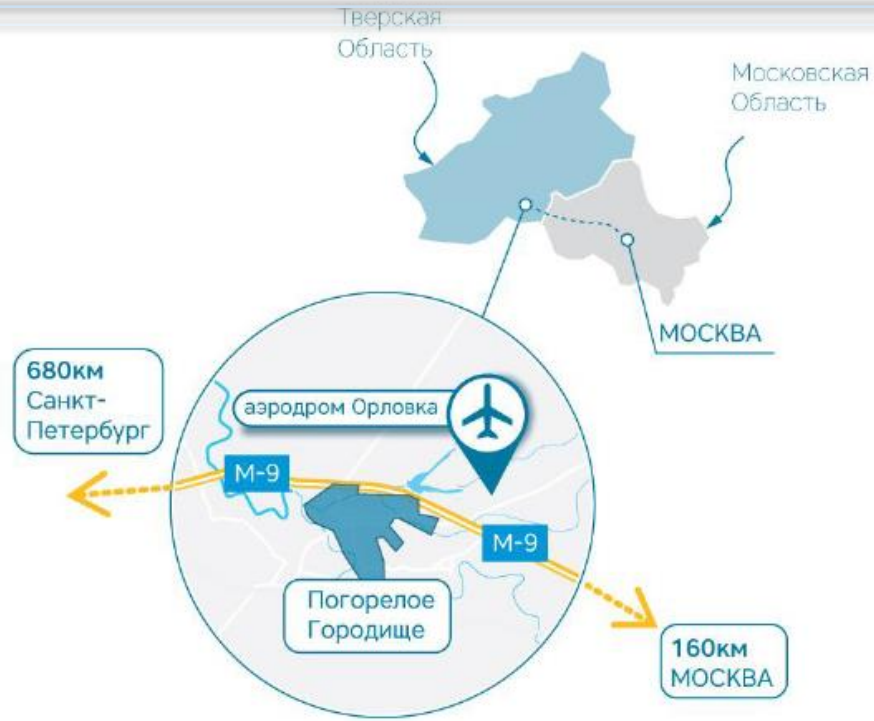 Тверская
Область
Московская
Область
МОСКВА
680км
Санкт-
Петербург
аэродром Орловка
М-9
М-9
Погорелое
Городище
160км
МОСКВА